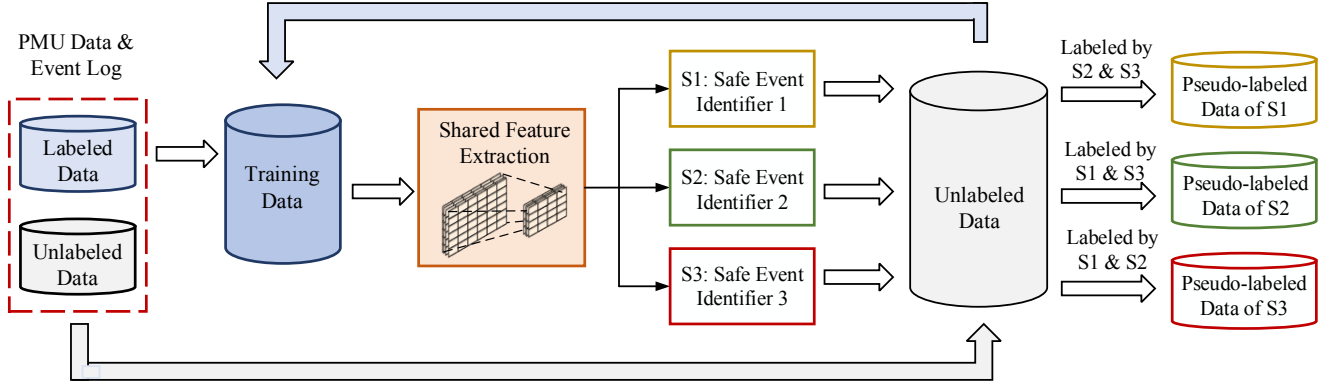 PMU Data &
Event Log
Labeled
Data
Unlabeled
Data
Training
Data
Shared Feature
Extraction
S1: Safe Event
Identifier 1
S2: Safe Event
Identifier 2
S3: Safe Event
Identifier 3
Unlabeled
Data
Labeled by
S2 & S3
Labeled by
S1 & S3
Labeled by
S1 & S2
Pseudo-labeled
Data of S1
Pseudo-labeled
Data of S2
Pseudo-labeled
Data of S3